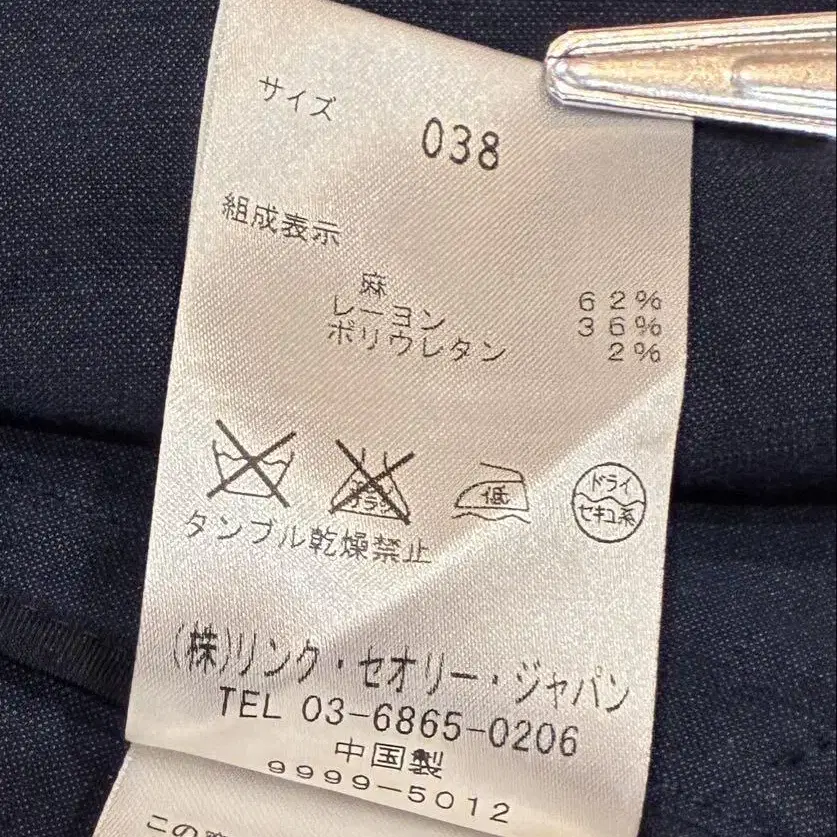 サイズ 038
組成表示
麻 62%
レーヨン 36%
ポリウレタン 2%
低
ドライ
セキユ系
タンブル乾燥禁止
(株)リンク・セオリー・ジャパン
TEL 03-6865-0206
中国製
9999-5012
この